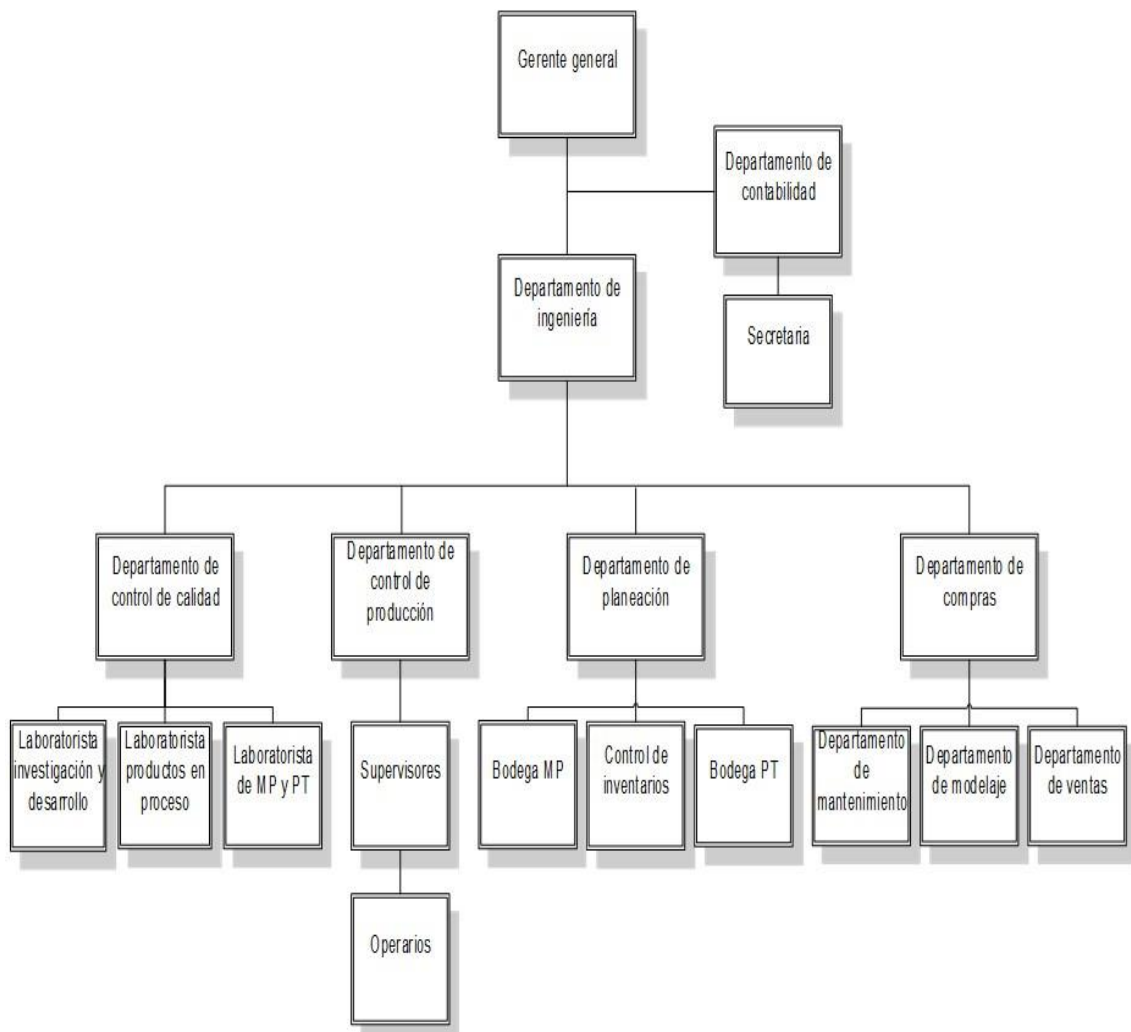 Gerente general
Departamento de
contabilidad
Departamento de
ingeniería
Secretaria
Departamento de
control de calidad
Departamento de
control de
producción
Departamento de
planeación
Departamento de
compras
Laboratorista
investigación y
desarrollo
Laboratorista
productos en
proceso
Laboratorista
de MP y PT
Supervisores
Bodega MP
Control de
inventarios
Bodega PT
Departamento
de
mantenimiento
Departamento
de modelaje
Departamento
de ventas
Operarios